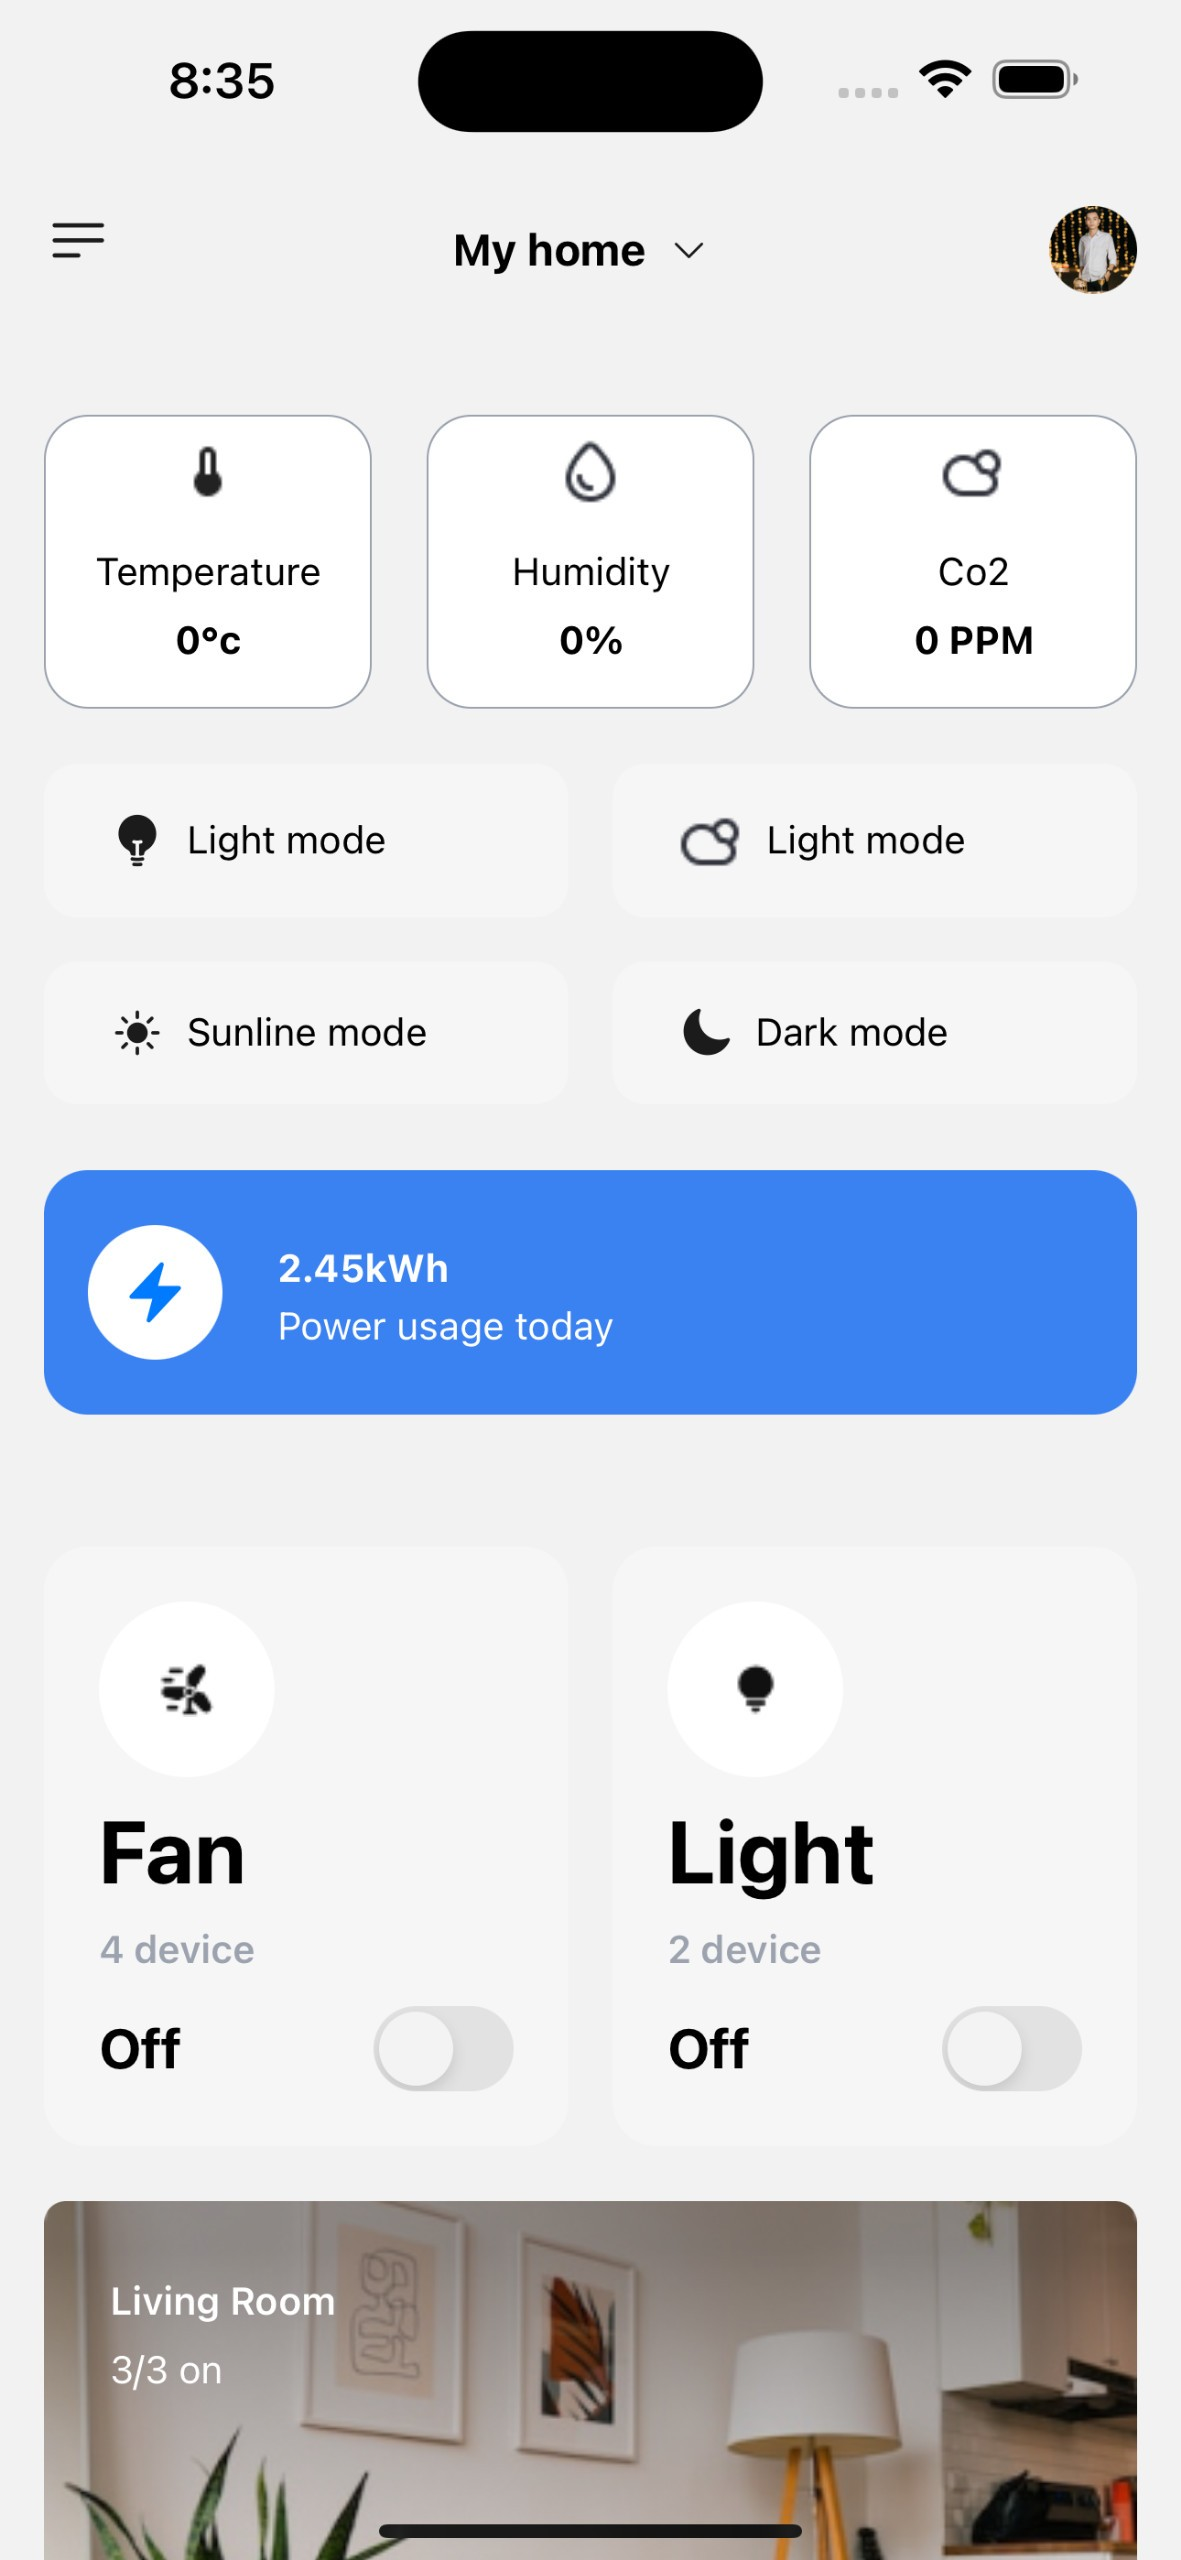 8:35
My home
Temperature
0°c
Humidity
0%
Co2
0 PPM
Light mode
Light mode
Sunline mode
Dark mode
2.45kWh
Power usage today
Fan
4 device
Off
Light
2 device
Off
Living Room
3/3 on